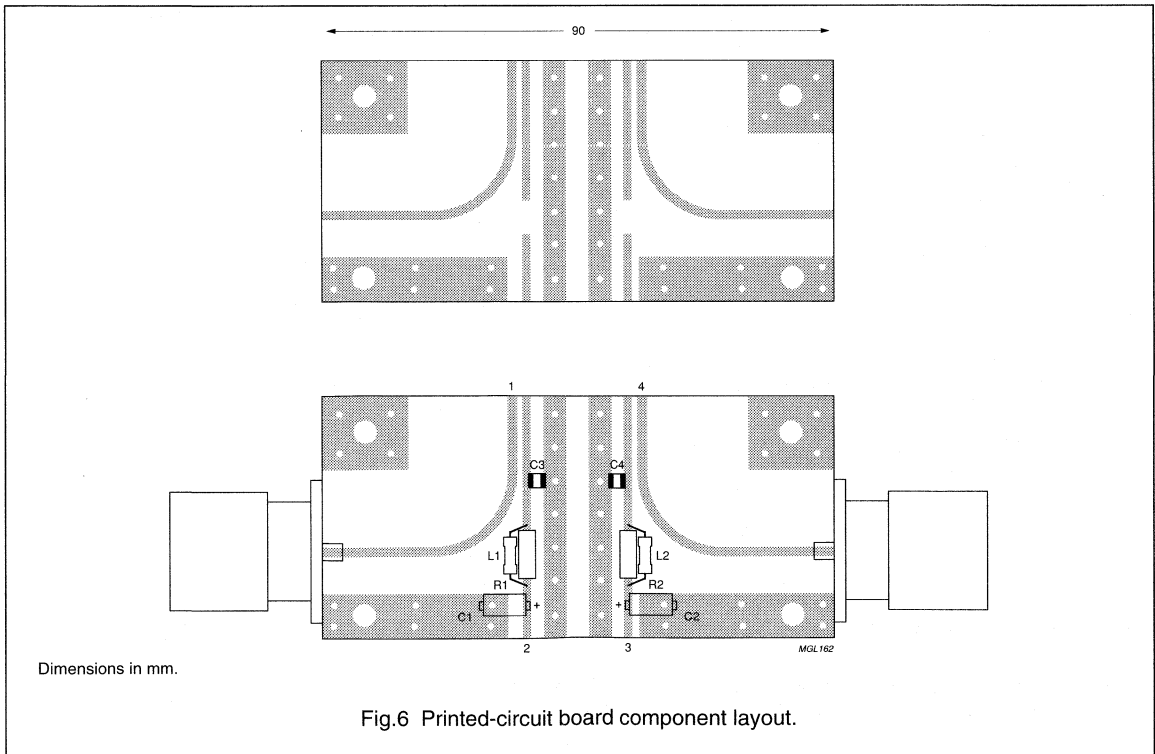 90
1 4
C3 C4
L1 L2
R1 R2
C1 + + C2
2 3
MGL162
Dimensions in mm.
Fig.6 Printed-circuit board component layout.